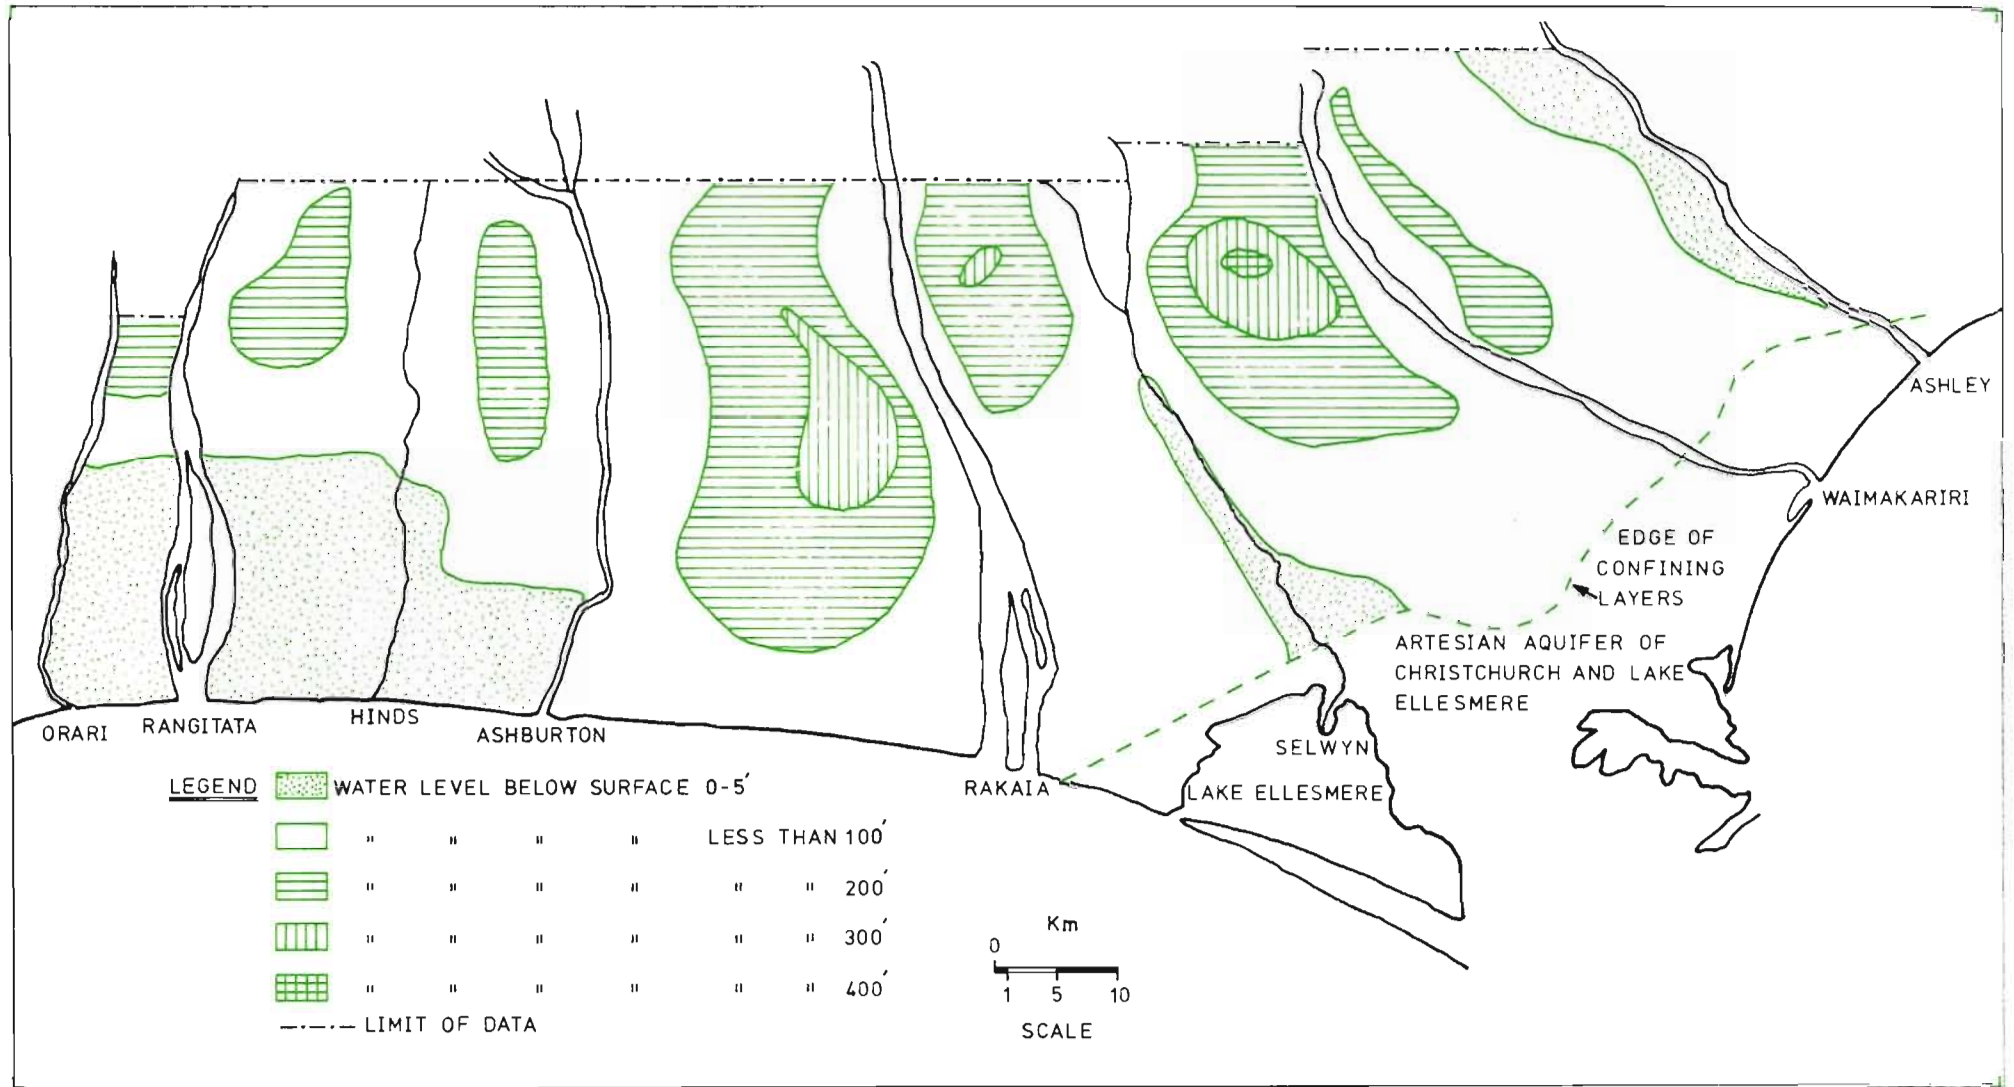 ASHLEY
WAIMAKARIRI
EDGE OF
CONFINING
LAYERS
ARTESIAN AQUIFER OF
CHRISTCHURCH AND LAKE
ELLESMERE
ORARI
RANGITATA
HINDS
ASHBURTON
RAKAIA
SELWYN
LAKE ELLESMERE
LEGEND
WATER LEVEL BELOW SURFACE 0-5'
" " " " LESS THAN 100'
" " " " " " 200'
" " " " " " 300'
" " " " " " 400'
LIMIT OF DATA
Km
0
1 5 10
SCALE